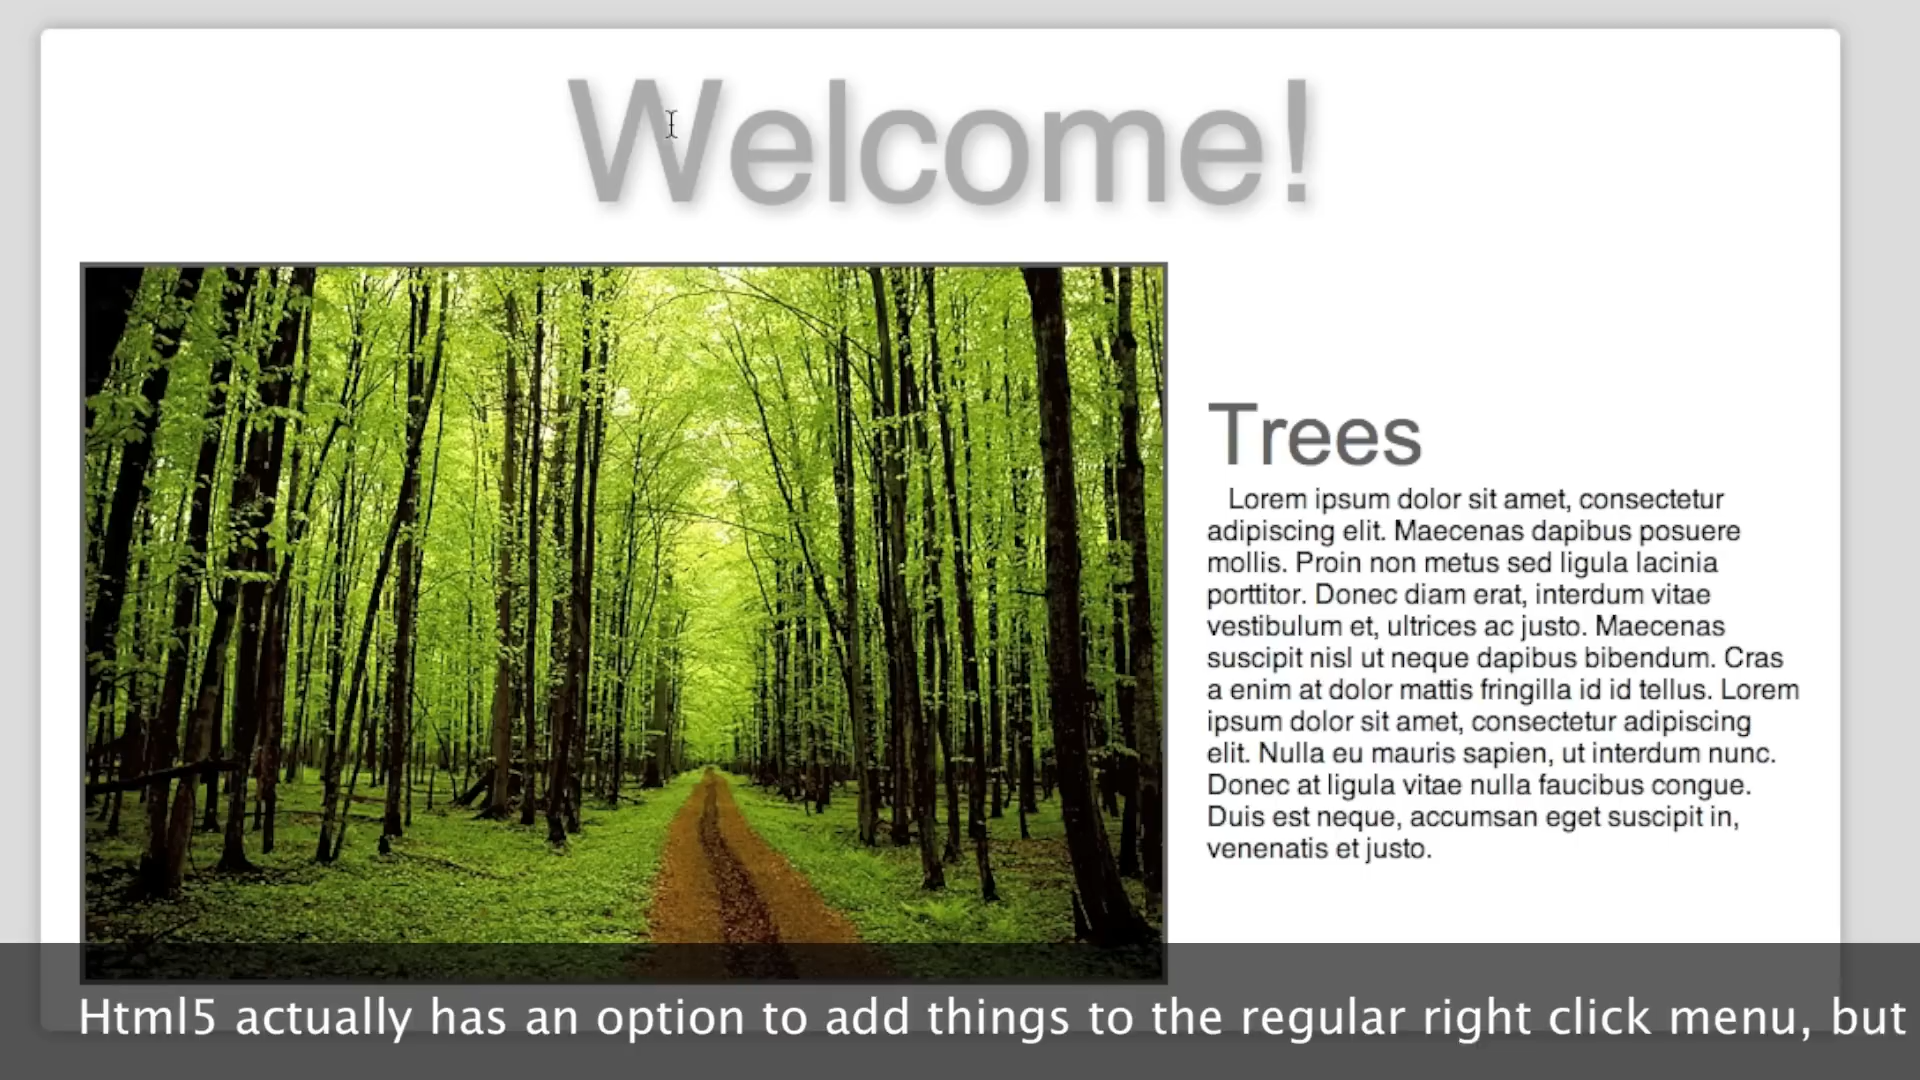 Welcome!
Trees
Lorem ipsum dolor sit amet, consectetur
adipiscing elit. Maecenas dapibus posuere
mollis. Proin non metus sed ligula lacinia
porttitor. Donec diam erat, interdum vitae
vestibulum et, ultrices ac justo. Maecenas
suscipit nisl ut neque dapibus bibendum. Cras
a enim at dolor mattis fringilla id id tellus. Lorem
ipsum dolor sit amet, consectetur adipiscing
elit. Nulla eu mauris sapien, ut interdum nunc.
Donec at ligula vitae nulla faucibus congue.
Duis est neque, accumsan eget suscipit in,
venenatis et justo.
Html5 actually has an option to add things to the regular right click menu, but